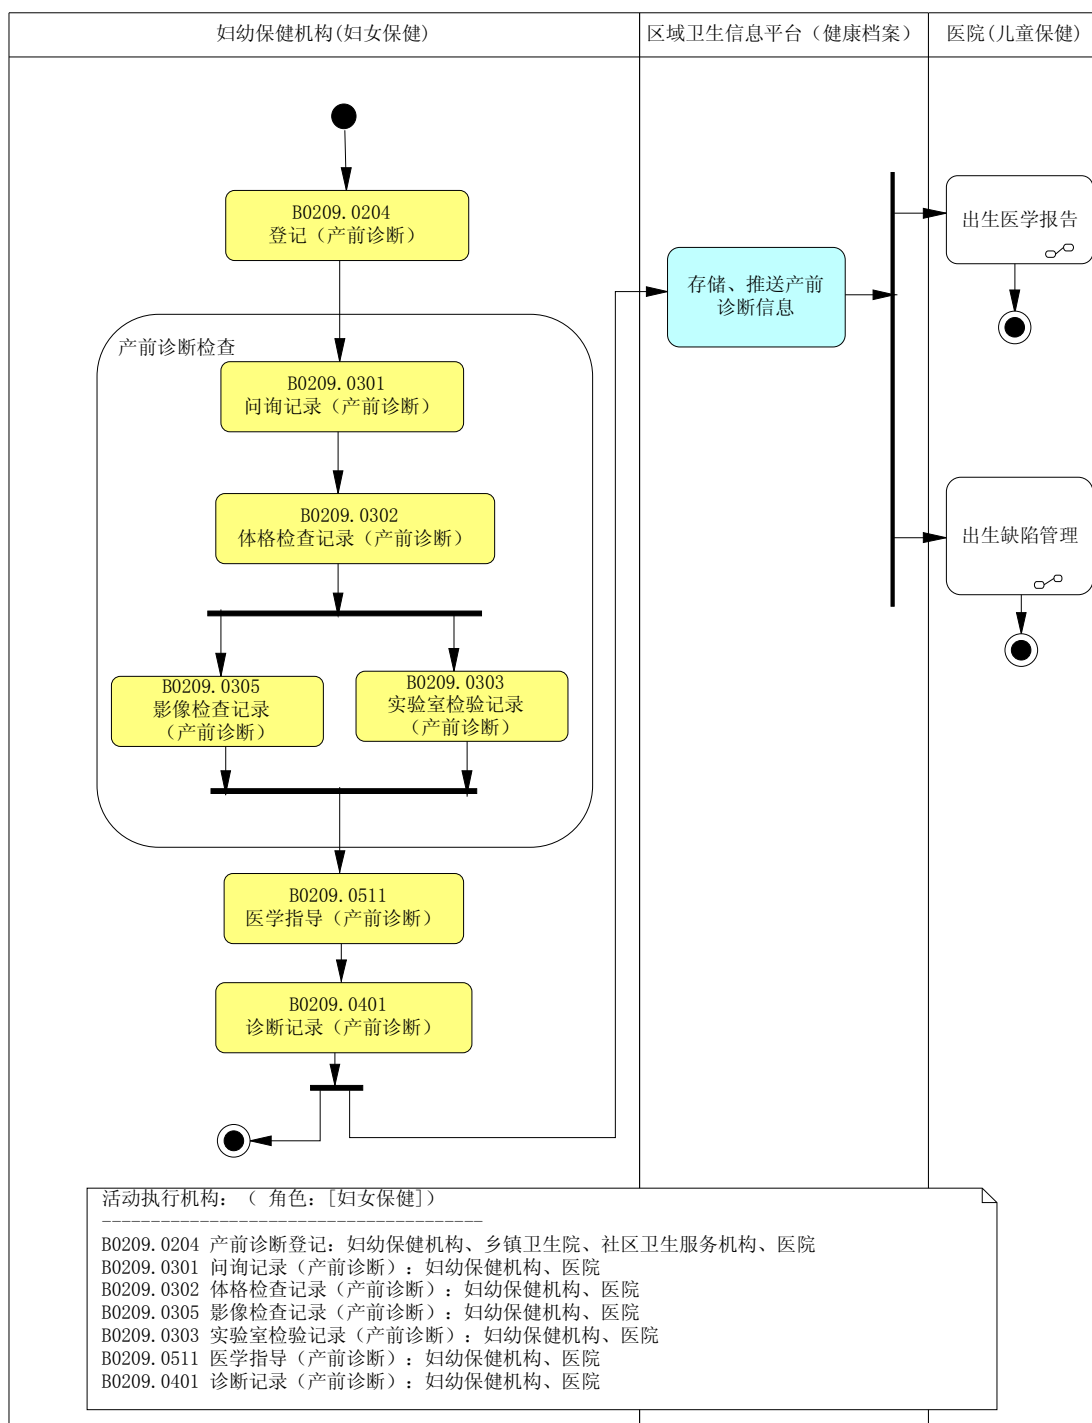 妇幼保健机构(妇女保健)
区域卫生信息平台（健康档案）
医院(儿童保健)
B0209.0204
登记（产前诊断）
产前诊断检查
B0209.0301
问询记录（产前诊断）
B0209.0302
体格检查记录（产前诊断）
B0209.0305
影像检查记录
（产前诊断）
B0209.0303
实验室检验记录
（产前诊断）
B0209.0511
医学指导（产前诊断）
B0209.0401
诊断记录（产前诊断）
存储、推送产前
诊断信息
出生医学报告
出生缺陷管理
活动执行机构: （ 角色: [妇女保健]）
---------------------------------------
B0209.0204 产前诊断登记: 妇幼保健机构、乡镇卫生院、社区卫生服务机构、医院
B0209.0301 问询记录（产前诊断）: 妇幼保健机构、医院
B0209.0302 体格检查记录（产前诊断）: 妇幼保健机构、医院
B0209.0305 影像检查记录（产前诊断）: 妇幼保健机构、医院
B0209.0303 实验室检验记录（产前诊断）: 妇幼保健机构、医院
B0209.0511 医学指导（产前诊断）: 妇幼保健机构、医院
B0209.0401 诊断记录（产前诊断）: 妇幼保健机构、医院